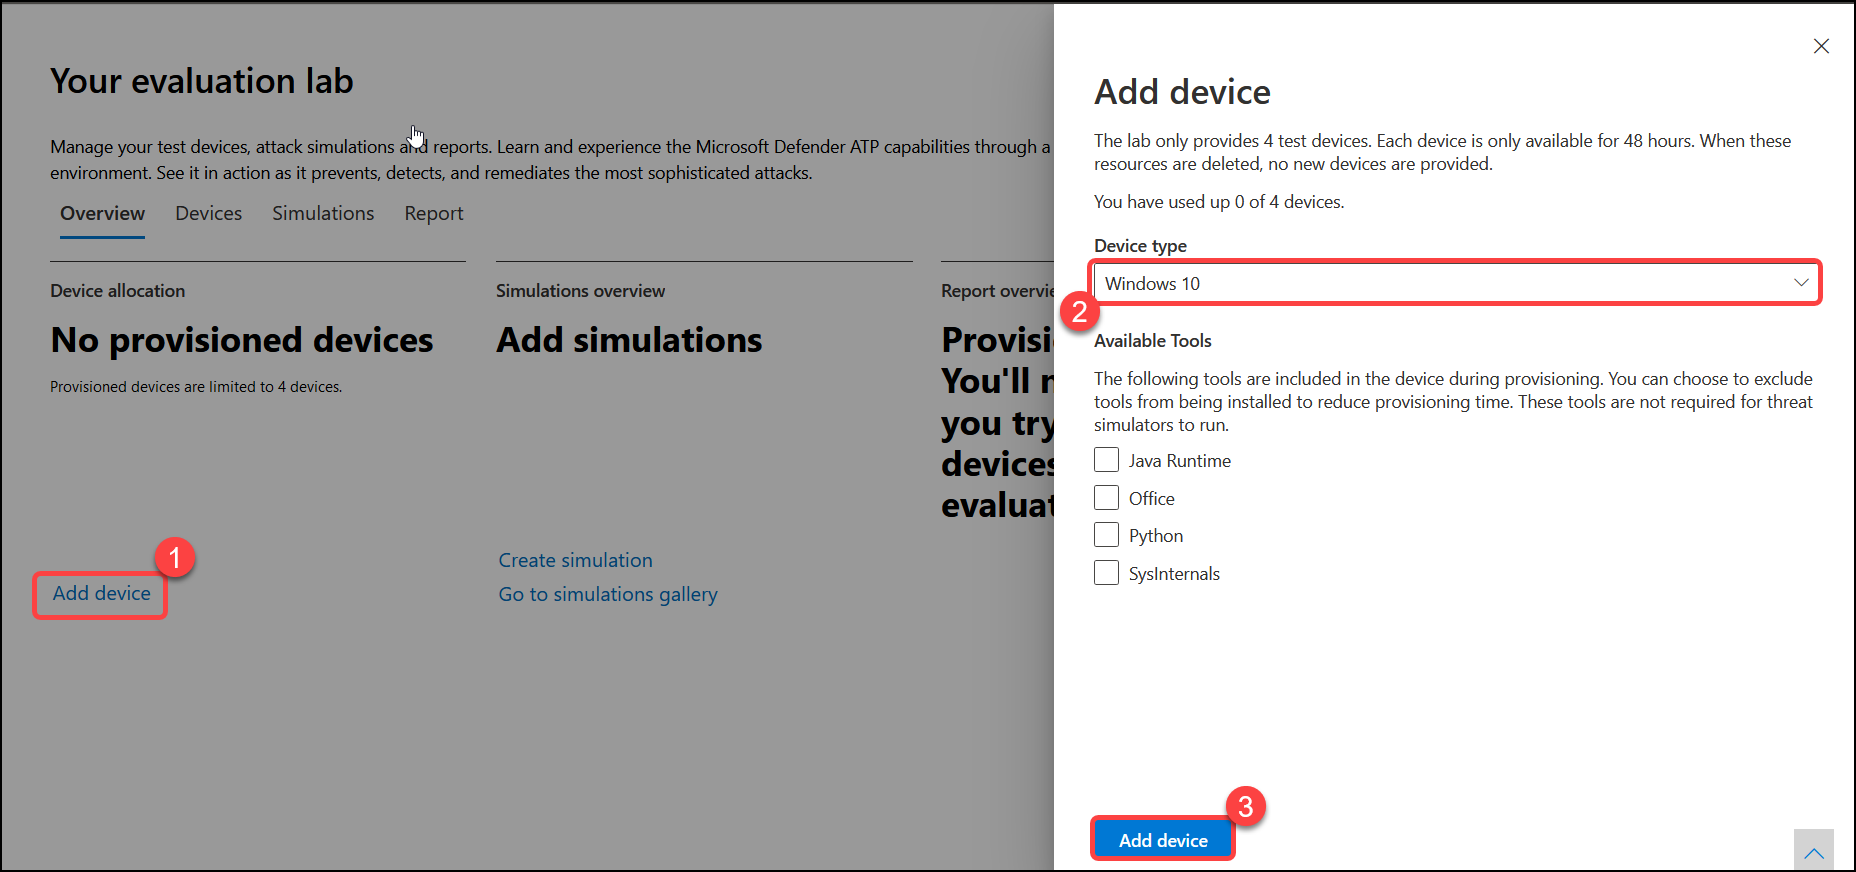 Your evaluation lab
Manage your test devices, attack simulations and reports. Learn and experience the Microsoft Defender ATP capabilities through a
environment. See it in action as it prevents, detects, and remediates the most sophisticated attacks.
Overview Devices Simulations Report
Device allocation
No provisioned devices
Provisioned devices are limited to 4 devices.
1
Add device
Simulations overview
Add simulations
Create simulation
Go to simulations gallery
Report overvie
Provisi
You'll
you try
devices
evaluat
Add device
The lab only provides 4 test devices. Each device is only available for 48 hours. When these
resources are deleted, no new devices are provided.
You have used up 0 of 4 devices.
Device type
Windows 10
2
Available Tools
The following tools are included in the device during provisioning. You can choose to exclude
tools from being installed to reduce provisioning time. These tools are not required for threat
simulators to run.
Java Runtime
Office
Python
SysInternals
3
Add device